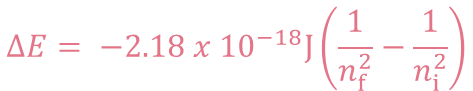 ΔE = −2.18 x 10⁻¹⁸J (1/n_f² − 1/n_i²)